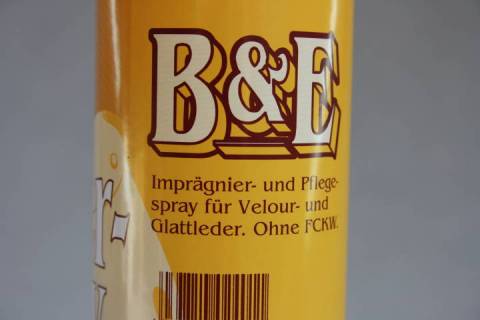 B&E
Imprägnier- und Pflege-
spray für Velour- und
Glattleder. Ohne FCKW.